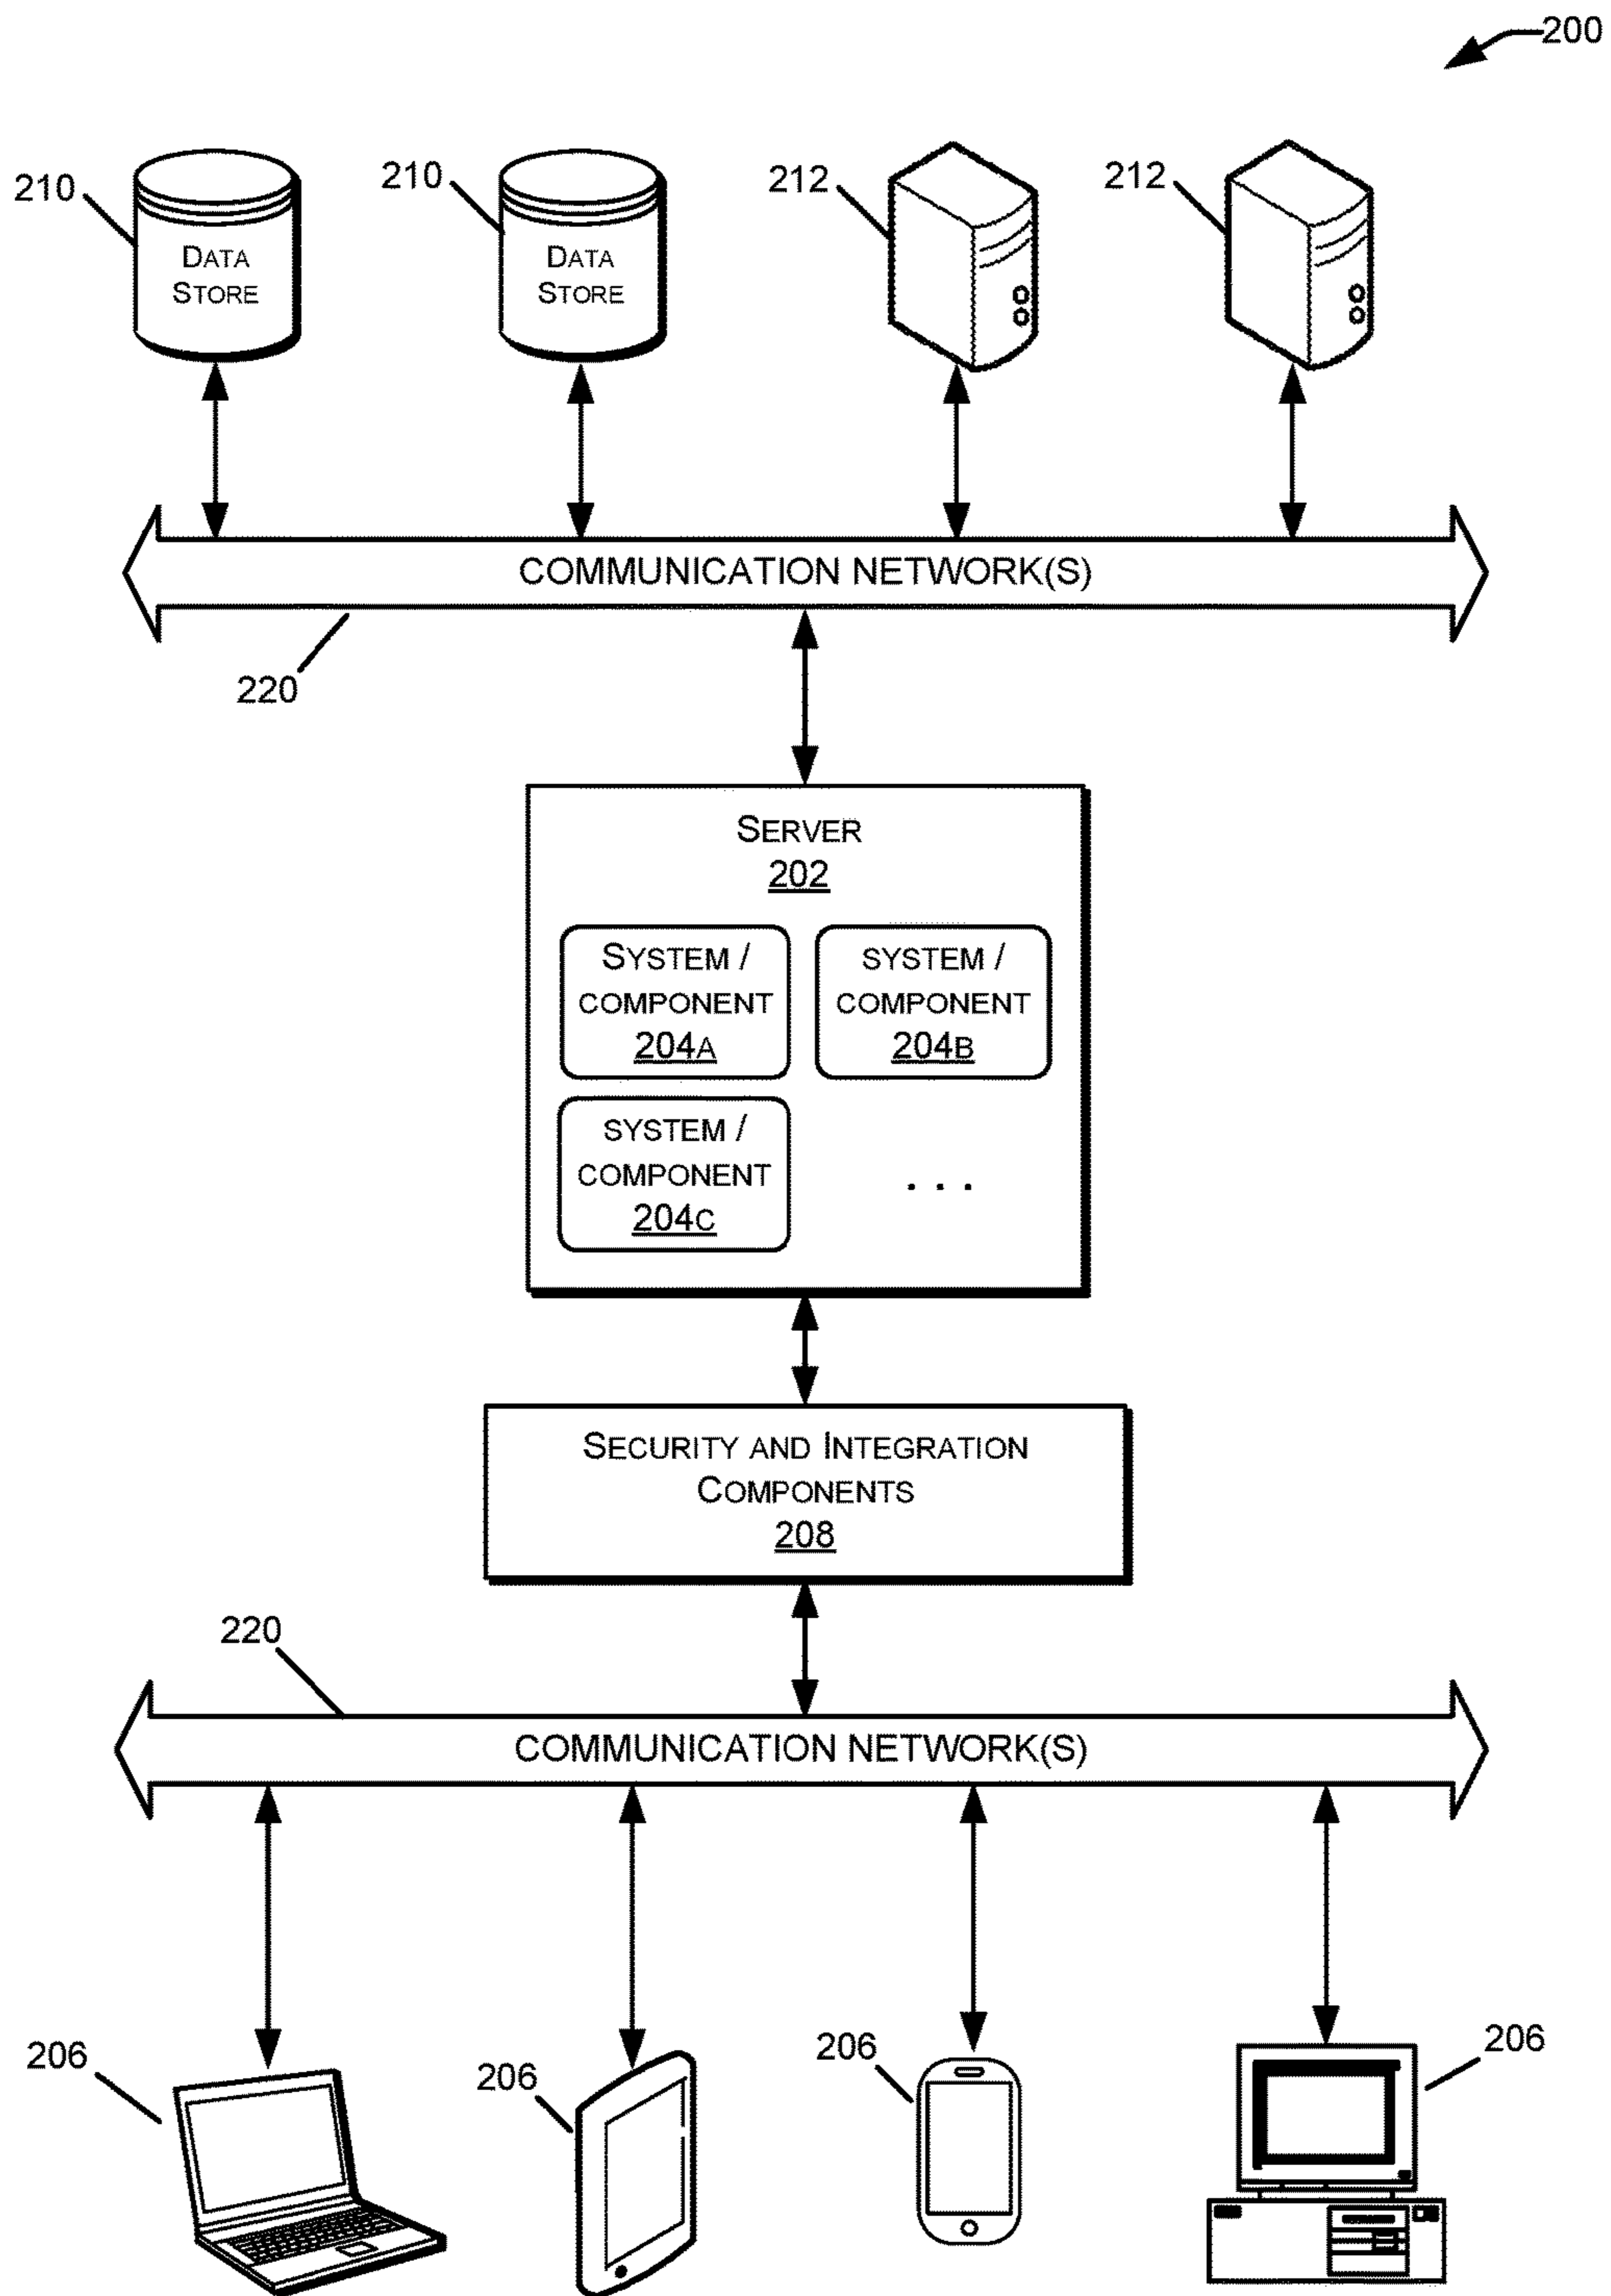 200
210
210
212
212
DATA
STORE
DATA
STORE
COMMUNICATION NETWORK(S)
220
SERVER
202
SYSTEM /
COMPONENT
204A
SYSTEM /
COMPONENT
204B
SYSTEM /
COMPONENT
204C
. . .
SECURITY AND INTEGRATION
COMPONENTS
208
220
COMMUNICATION NETWORK(S)
206
206
206
206